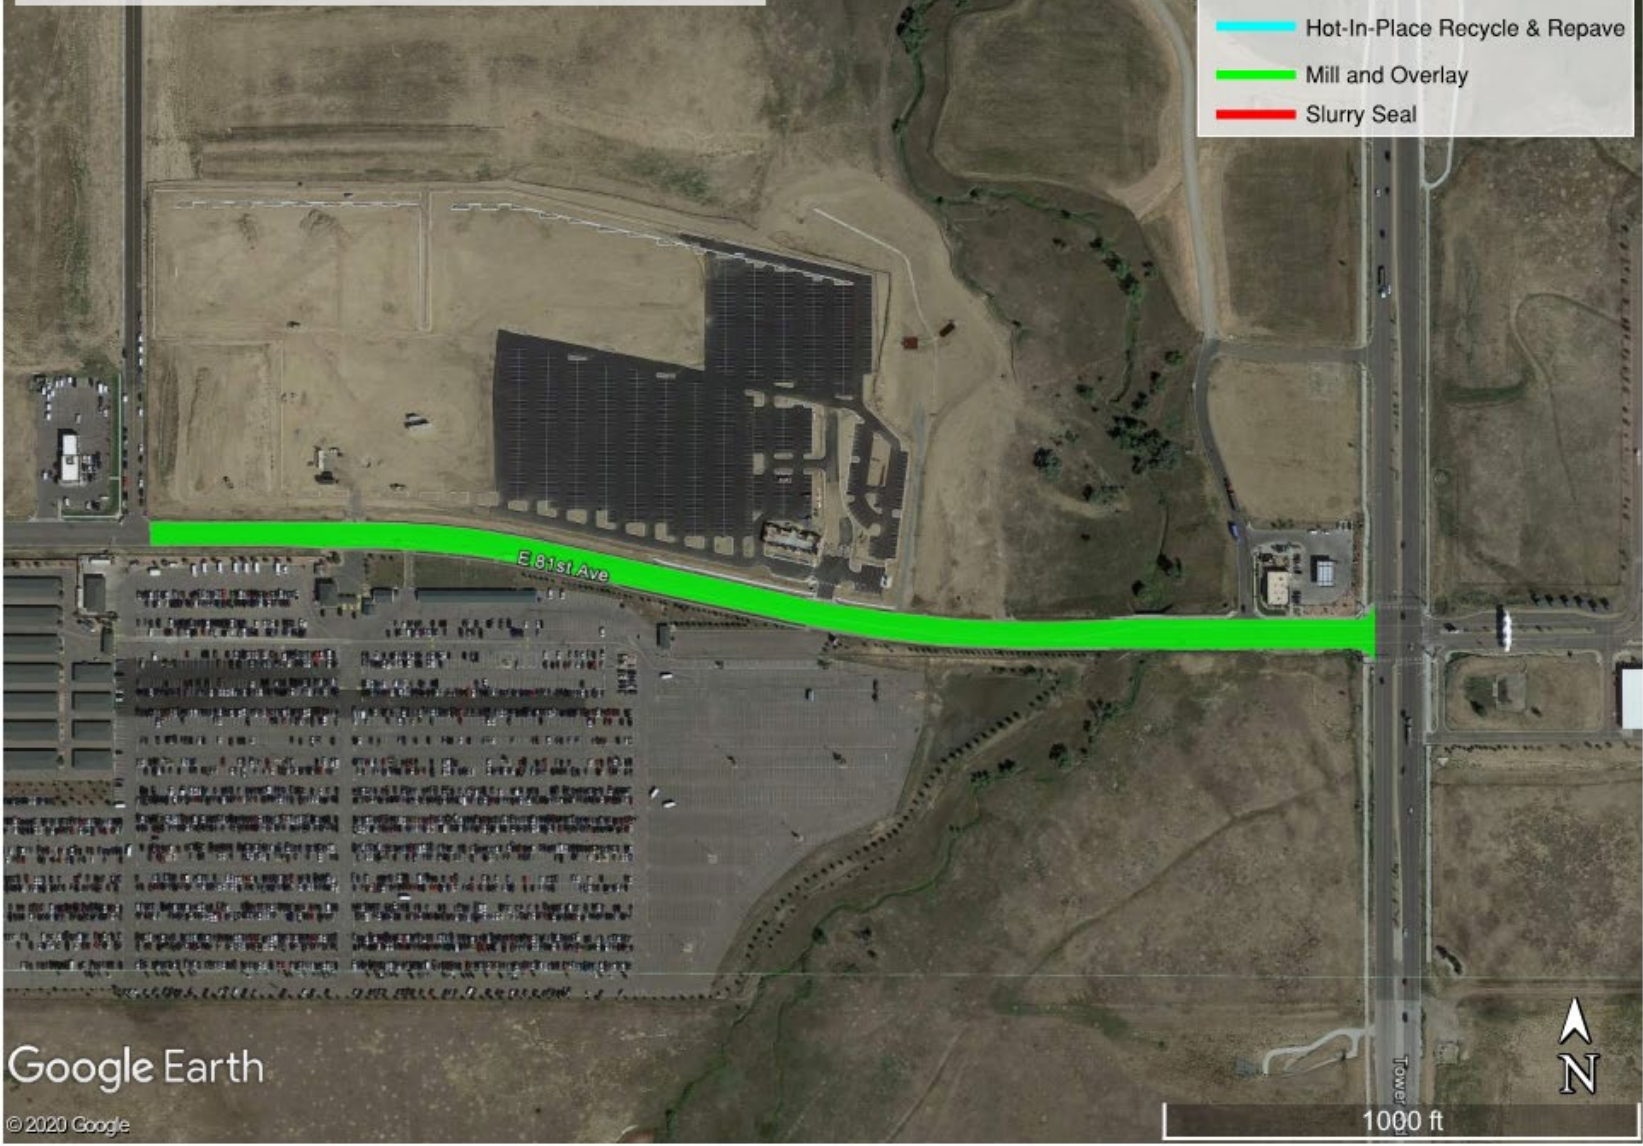 Hot-In-Place Recycle & Repave
Mill and Overlay
Slurry Seal
E 81st Ave
Google Earth
© 2020 Google
N
1000 ft